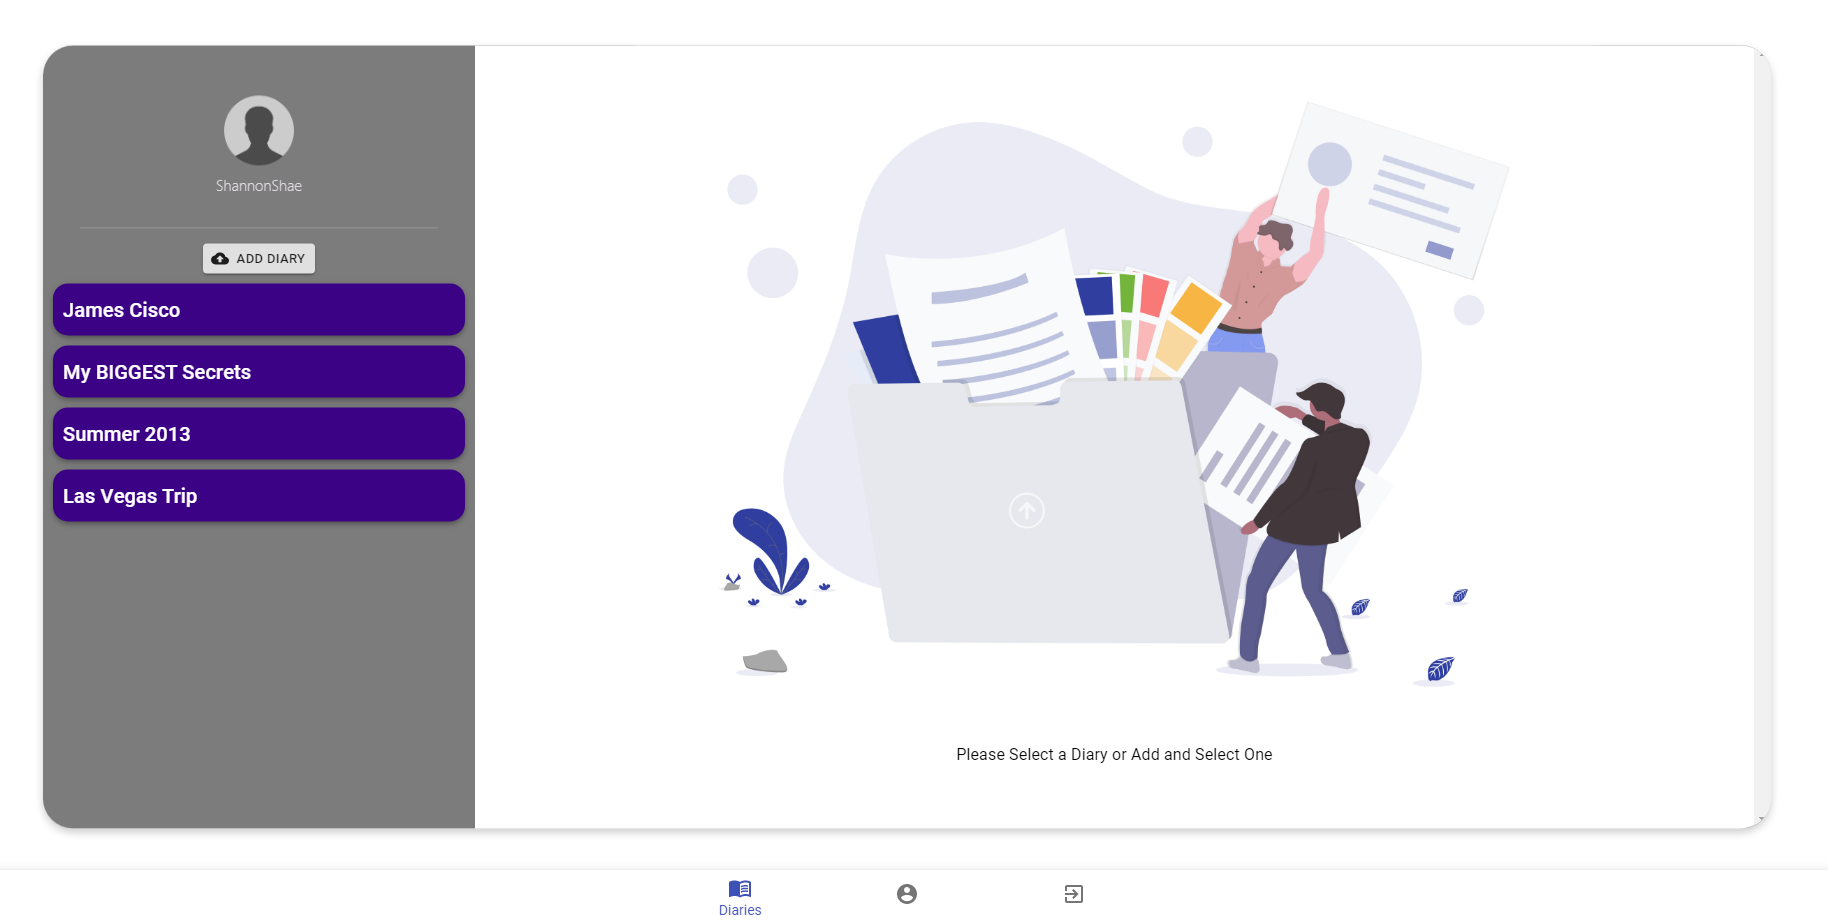 ShannonShae
ADD DIARY
James Cisco
My BIGGEST Secrets
Summer 2013
Las Vegas Trip
Please Select a Diary or Add and Select One
Diaries